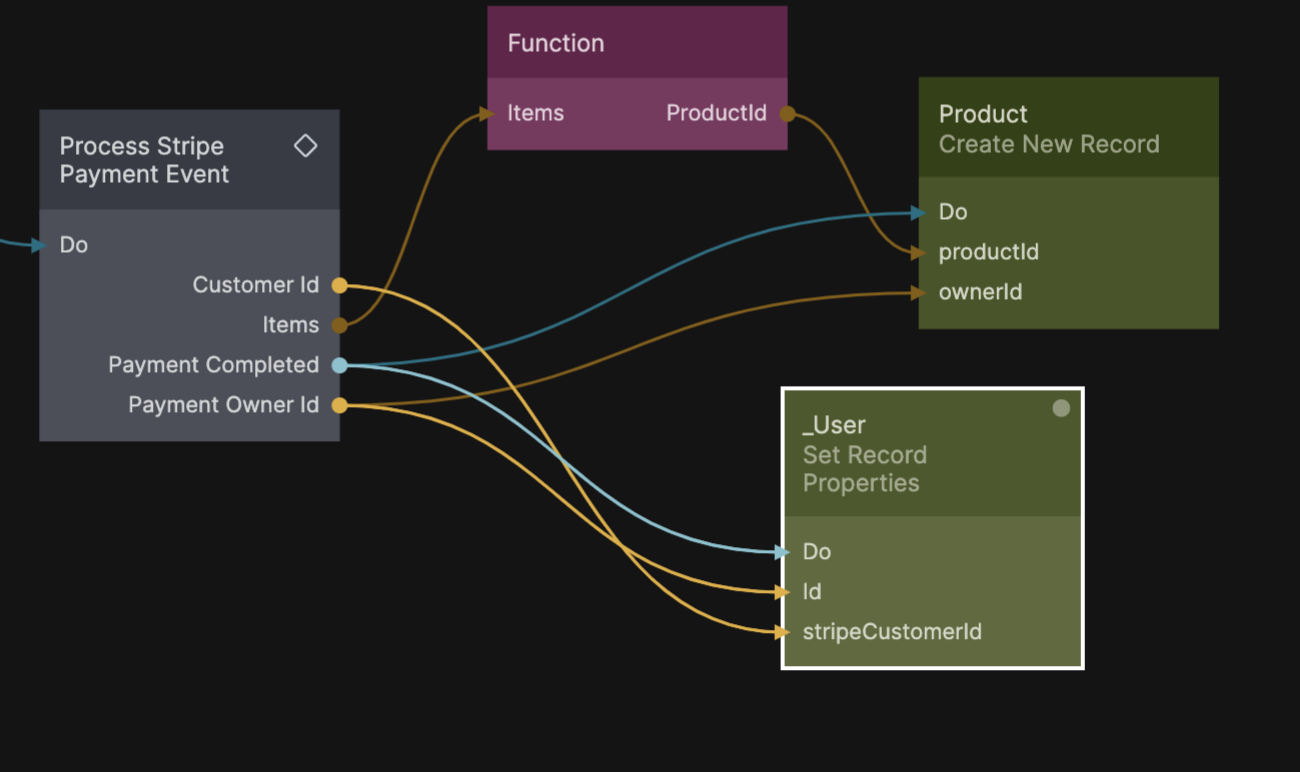 Function
Items
ProductId
Process Stripe
Payment Event
Do
Customer Id
Items
Payment Completed
Payment Owner Id
Product
Create New Record
Do
productId
ownerId
_User
Set Record
Properties
Do
Id
stripeCustomerId